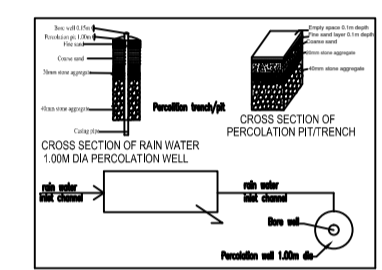 Bore well 0.15m
Percolation pit 1.00m
Fine sand
Coarse sand
20mm stone aggregate
40mm stone aggregate
Casing pipe
CROSS SECTION OF RAIN WATER
1.00M DIA PERCOLATION WELL
Percolition trench/pit
Empty space 0.1m depth
Fine sand layer 0.1m depth
Coarse sand
20mm stone aggregate
40mm stone aggregate
CROSS SECTION OF
PERCOLATION PIT/TRENCH
rain water
inlet channel
rain water
inlet channel
Bore well
Percolation well 1.00m dia